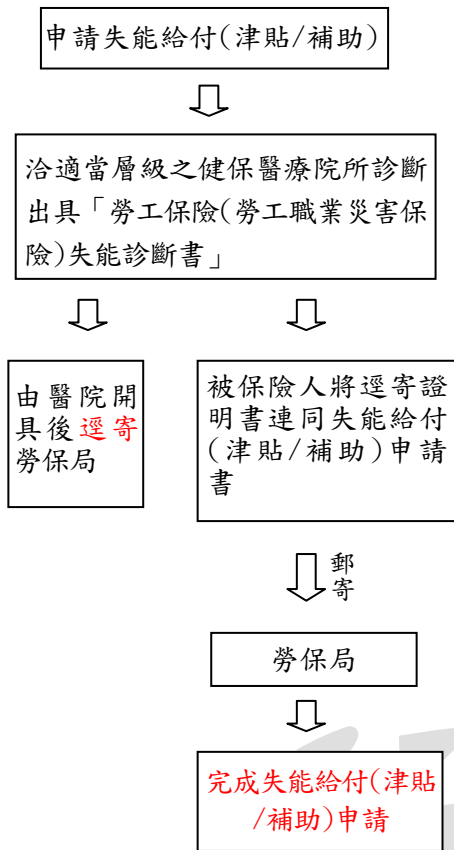 申請失能給付(津貼/補助)
洽適當層級之健保醫療院所診斷
出具「勞工保險(勞工職業災害保
險)失能診斷書」
由醫院開
具後逕寄
勞保局
被保險人將逕寄證
明書連同失能給付
(津貼/補助)申請
書
郵
寄
勞保局
完成失能給付(津貼
/補助)申請